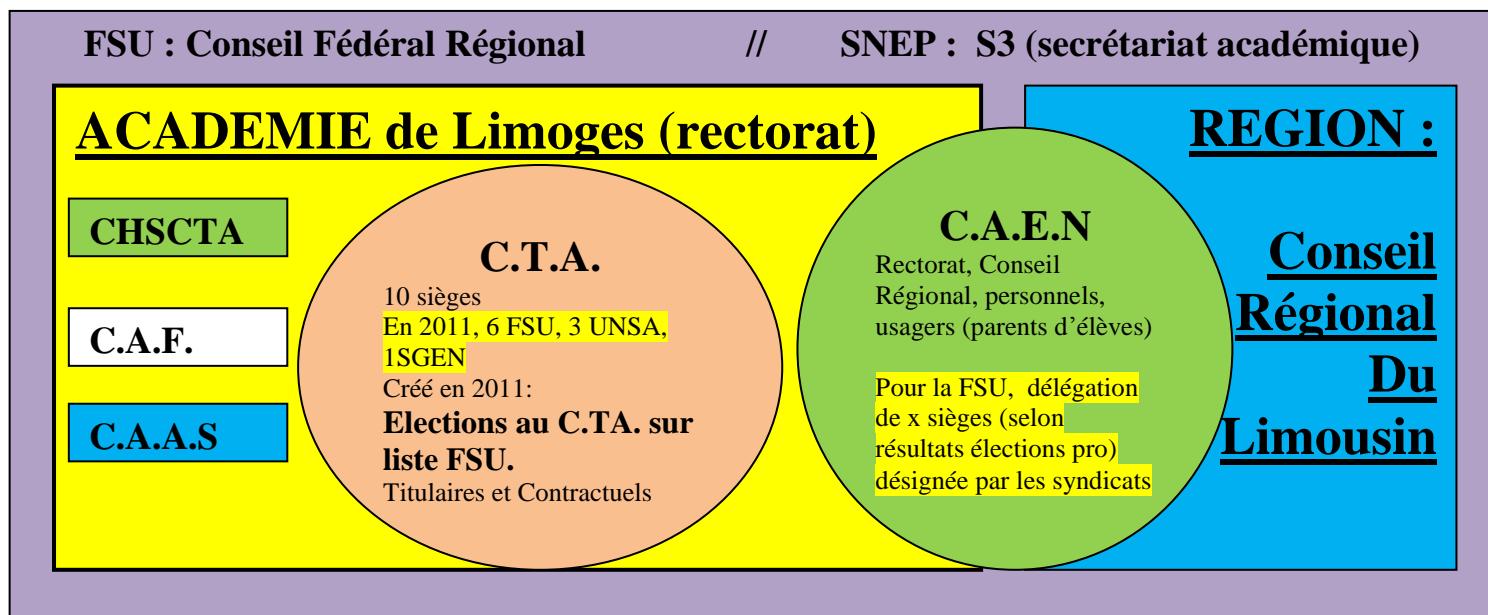 FSU : Conseil Fédéral Régional // SNEP : S3 (secrétariat académique)
ACADEMIE de Limoges (rectorat)
CHSCTA
C.A.F.
C.A.A.S
C.T.A.
10 sièges
En 2011, 6 FSU, 3 UNSA,
1SGEN
Créé en 2011:
Elections au C.TA. sur
liste FSU.
Titulaires et Contractuels
C.A.E.N
Rectorat, Conseil
Régional, personnels,
usagers (parents d’élèves)
Pour la FSU, délégation
de x sièges (selon
résultats élections pro)
désignée par les syndicats
REGION :
Conseil
Régional
Du
Limousin